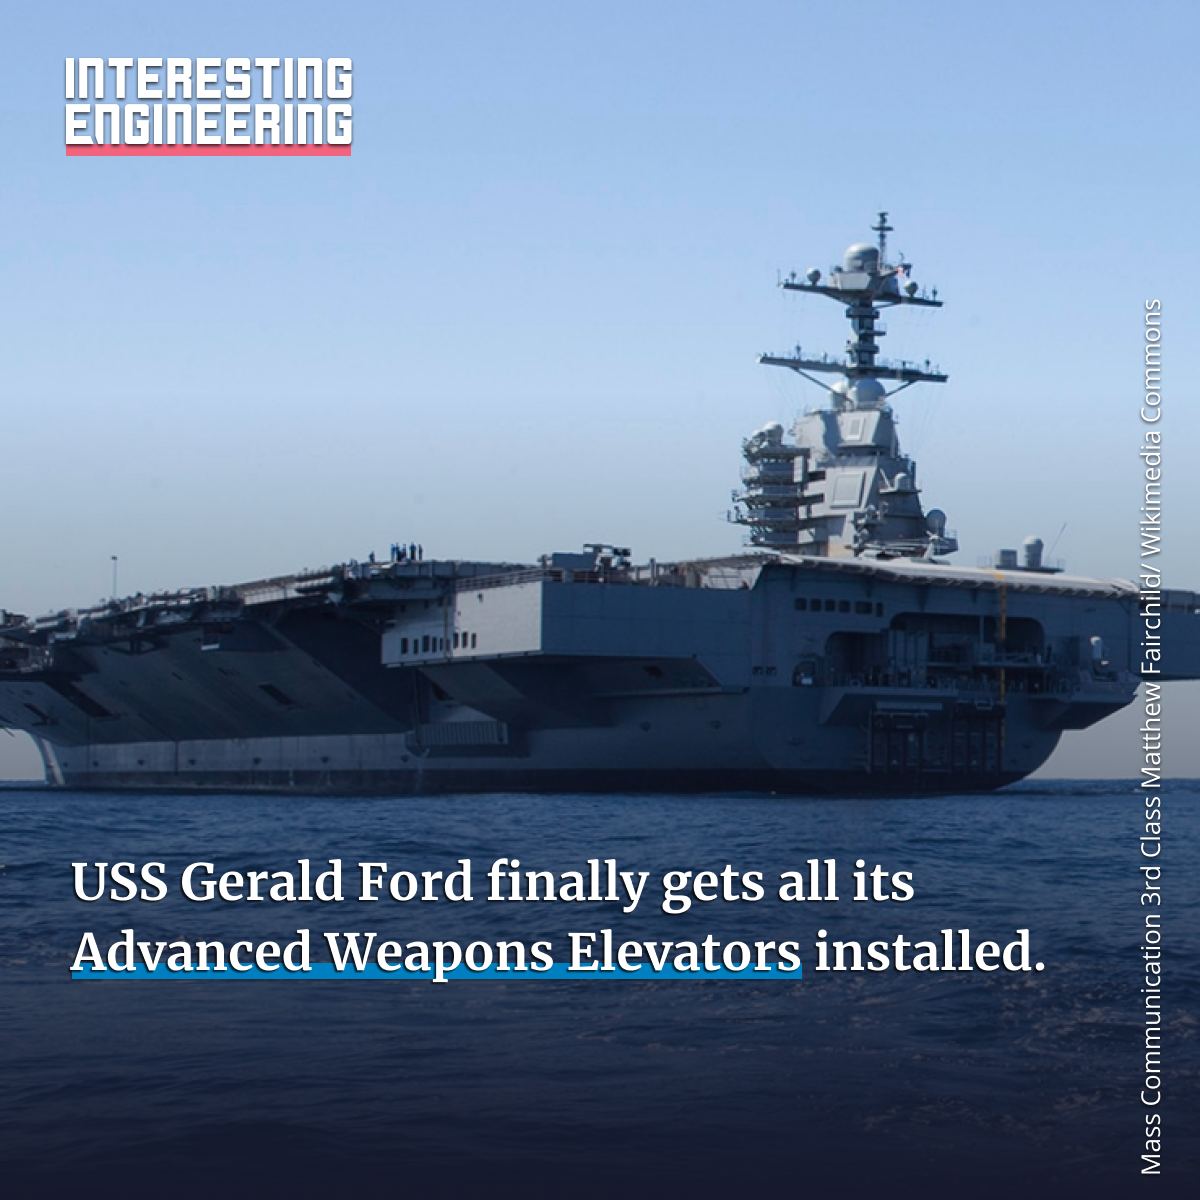 INTERESTING
ENGINEERING
USS Gerald Ford finally gets all its
Advanced Weapons Elevators installed.
Mass Communication 3rd Class Matthew Fairchild/ Wikimedia Commons